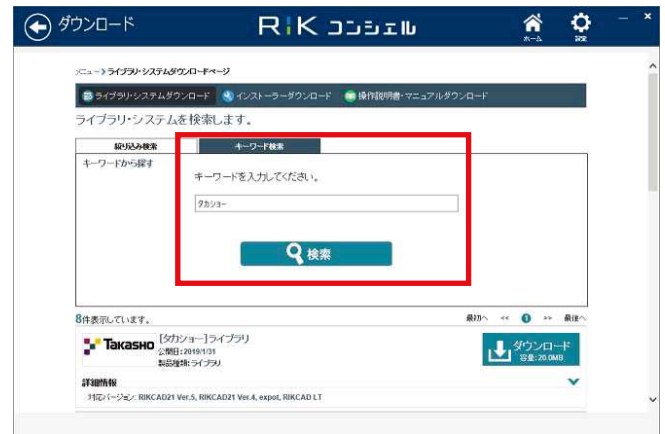 ダウンロード
RiK コンシェル
ホーム
設定
ニュー > ライブラリ・システムダウンロードページ
ライブラリ・システムダウンロード インストーラーダウンロード 操作説明書・マニュアルダウンロード
ライブラリ・システムを検索します。
絞り込み検索 キーワード検索
キーワードから探す
キーワードを入力してください。
タカショー
検索
8件表示しています。
最初へ << 1 >> 最後へ
TAKASHO
[タカショー]ライブラリ
公開日:2019/1/31
製品種類:ライブラリ
ダウンロード
容量:20.0MB
詳細情報
対応バージョン: RIKCAD21 Ver.5, RIKCAD21 Ver.4, expot, RIKCAD LT